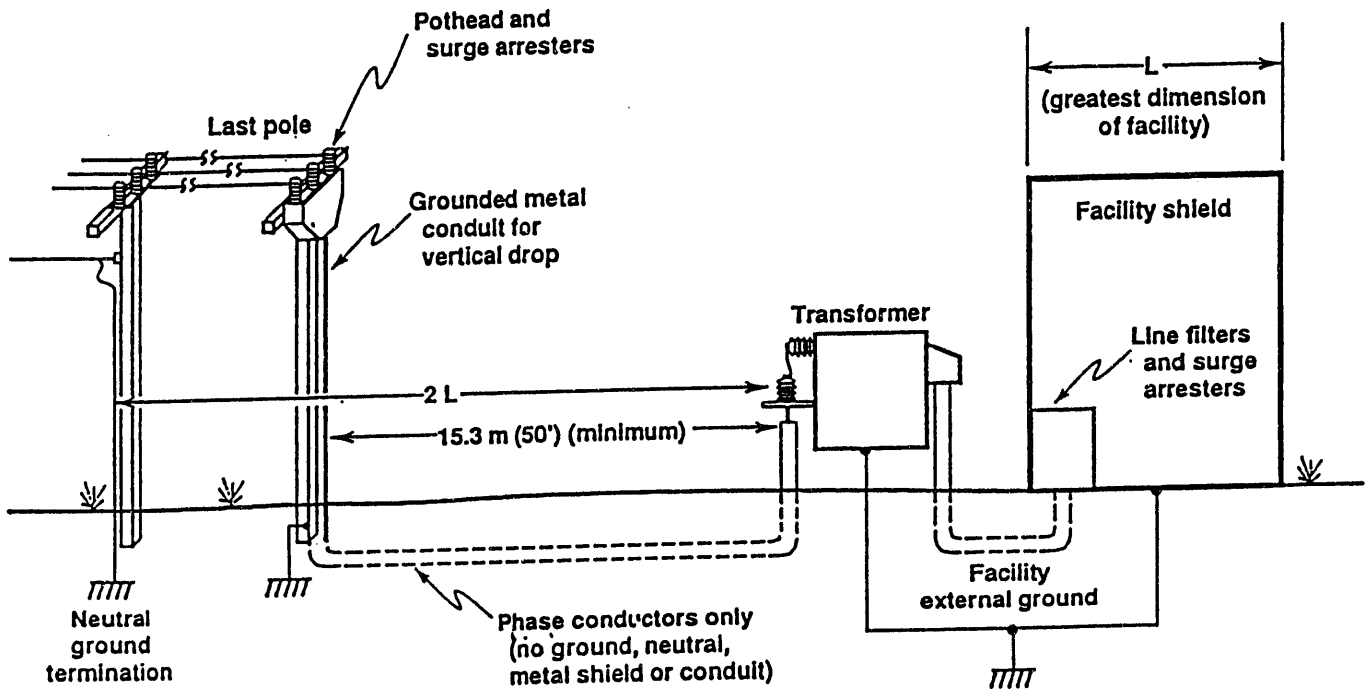 Pothead and
surge arresters
L
(greatest dimension
of facility)
Last pole
Grounded metal
conduit for
vertical drop
Facility shield
Transformer
Line filters
and surge
arresters
2 L
15.3 m (50') (minimum)
Facility
external ground
Neutral
ground
termination
Phase conductors only
(no ground, neutral,
metal shield or conduit)